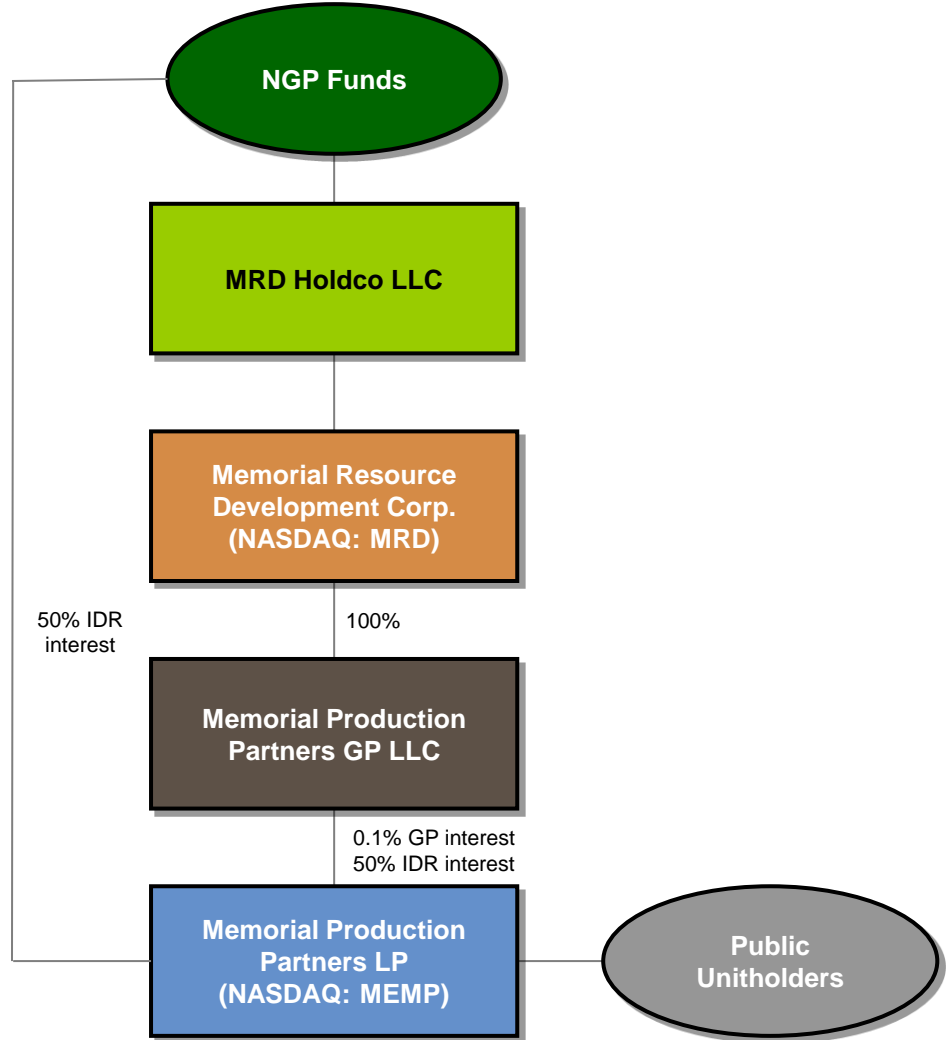 NGP Funds
MRD Holdco LLC
Memorial Resource
Development Corp.
(NASDAQ: MRD)
50% IDR
interest
100%
Memorial Production
Partners GP LLC
0.1% GP interest
50% IDR interest
Memorial Production
Partners LP
(NASDAQ: MEMP)
Public
Unitholders